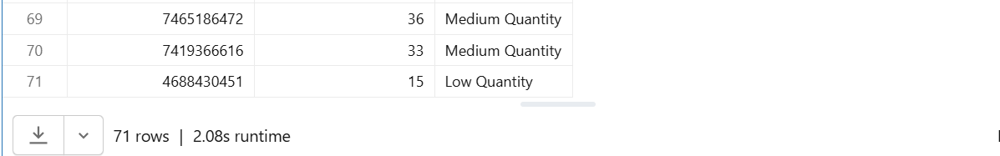 69 7465186472 36 Medium Quantity
70 7419366616 33 Medium Quantity
71 4688430451 15 Low Quantity
71 rows | 2.08s runtime